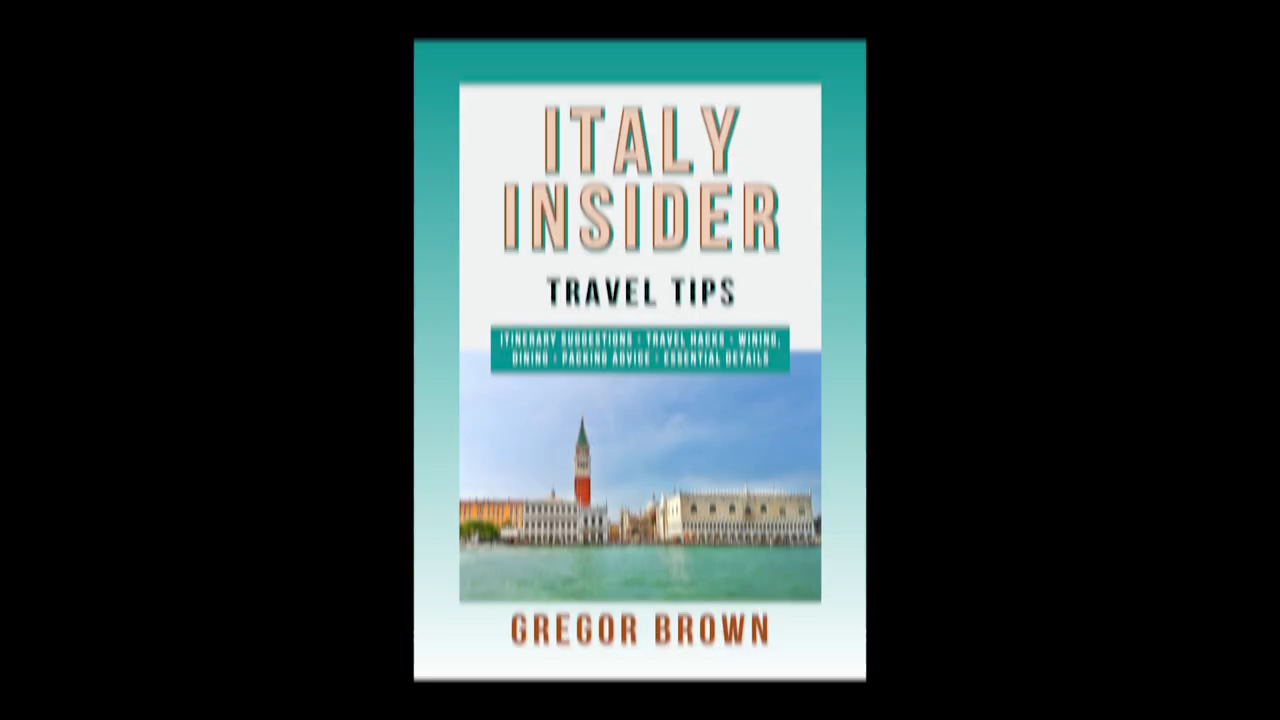 ITALY
INSIDER
TRAVEL TIPS
ITINERARY SUGGESTIONS • TRAVEL HACKS • WINING,
DINING • PACKING ADVICE • ESSENTIAL DETAILS
GREGOR BROWN